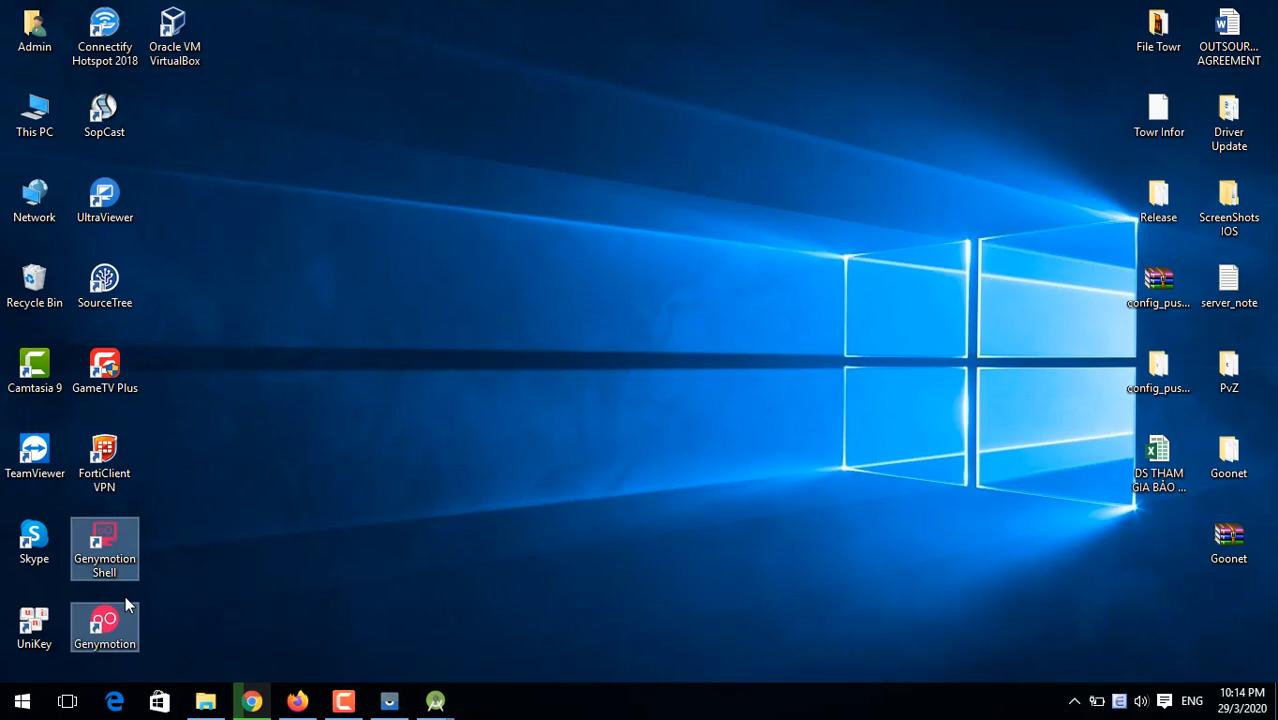 Admin
Connectify
Hotspot 2018
Oracle VM
VirtualBox
File Towr
OUTSOUR...
AGREEMENT
This PC
SopCast
Towr Infor
Driver
Update
Network
UltraViewer
Release
ScreenShots
IOS
Recycle Bin
SourceTree
config_pus...
server_note
Camtasia 9
GameTV Plus
config_pus...
PvZ
TeamViewer
FortiClient
VPN
DS THAM
GIA BẢO ...
Goonet
Skype
Genymotion
Shell
Goonet
UniKey
Genymotion
ENG
10:14 PM
29/3/2020